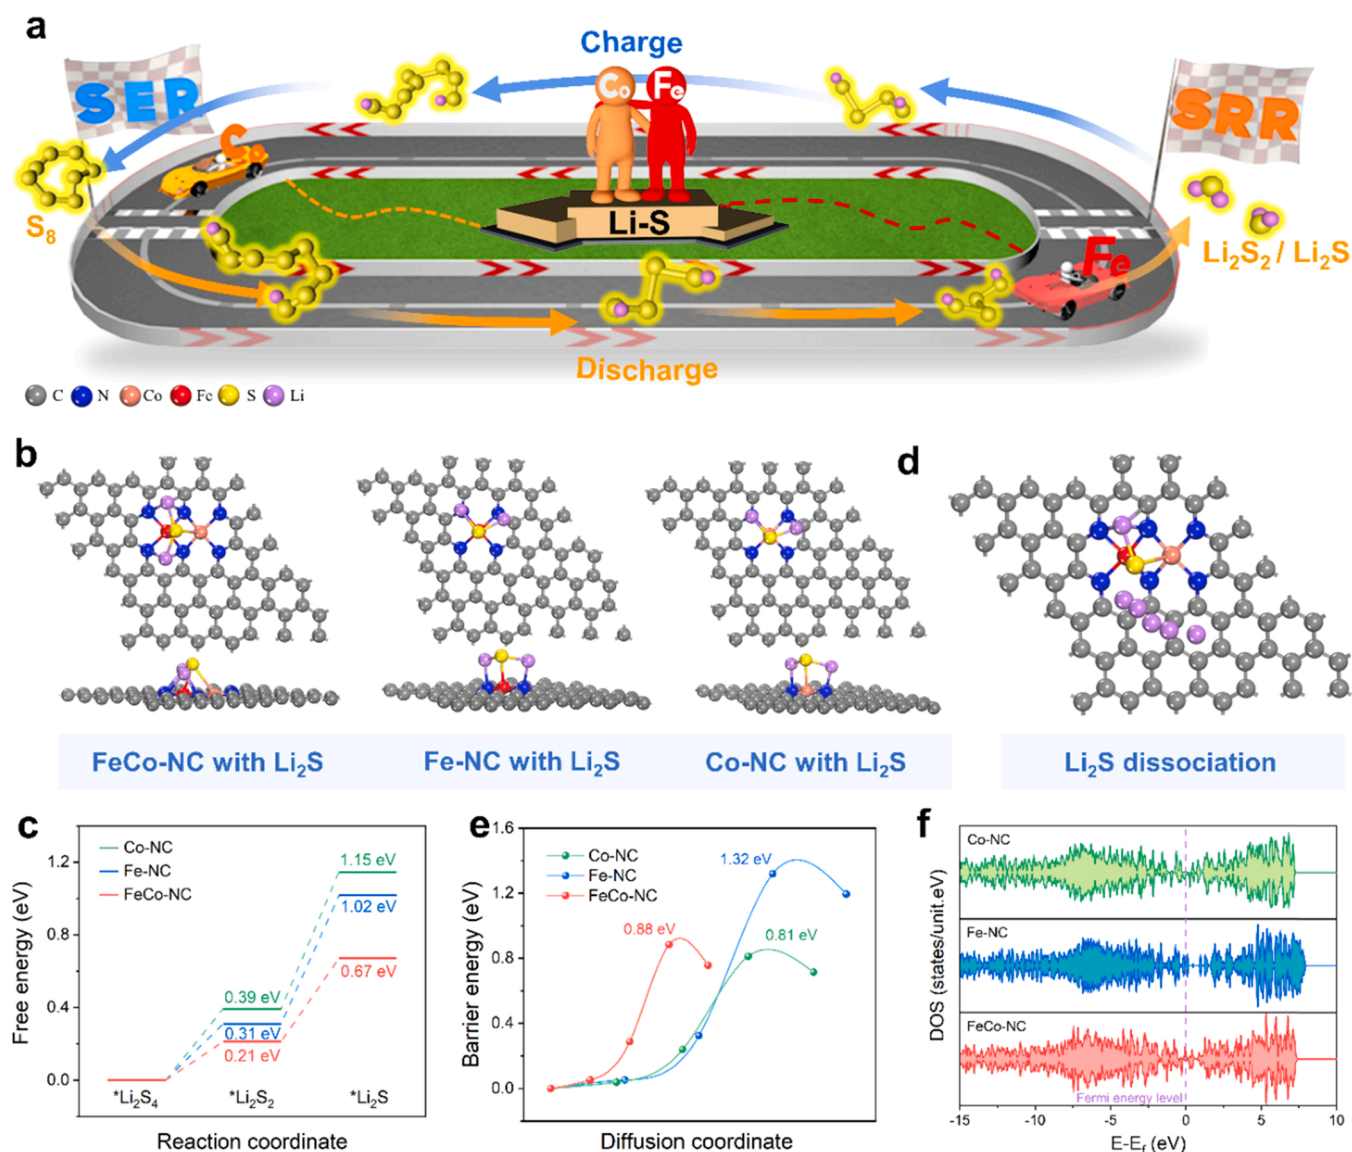 a
Charge
SER
Co
Fe
SRR
Co
S₈
Li-S
Fe
Li₂S₂ / Li₂S
Discharge
C N Co Fe S Li
b
d
FeCo-NC with Li₂S
Fe-NC with Li₂S
Co-NC with Li₂S
Li₂S dissociation
c
Free energy (eV)
1.2
0.8
0.4
0.0
Co-NC
Fe-NC
FeCo-NC
1.15 eV
1.02 eV
0.67 eV
0.39 eV
0.31 eV
0.21 eV
*Li₂S₄
*Li₂S₂
*Li₂S
Reaction coordinate
e
Barrier energy (eV)
1.6
1.2
0.8
0.4
0.0
Co-NC
Fe-NC
FeCo-NC
1.32 eV
0.88 eV
0.81 eV
Diffusion coordinate
f
DOS (states/unit.eV)
Co-NC
Fe-NC
FeCo-NC
Fermi energy level
-15 -10 -5 0 5 10
E-E_f (eV)